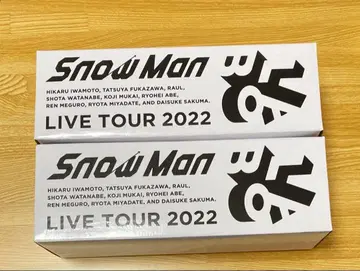 Snow Man
HIKARU IWAMOTO, TATSUYA FUKAZAWA, RAUL,
SHOTA WATANABE, KOJI MUKAI, RYOHEI ABE,
REN MEGURO, RYOTA MIYADATE, AND DAISUKE SAKUMA.
LIVE TOUR 2022
Snow Man
HIKARU IWAMOTO, TATSUYA FUKAZAWA, RAUL,
SHOTA WATANABE, KOJI MUKAI, RYOHEI ABE,
REN MEGURO, RYOTA MIYADATE, AND DAISUKE SAKUMA.
LIVE TOUR 2022